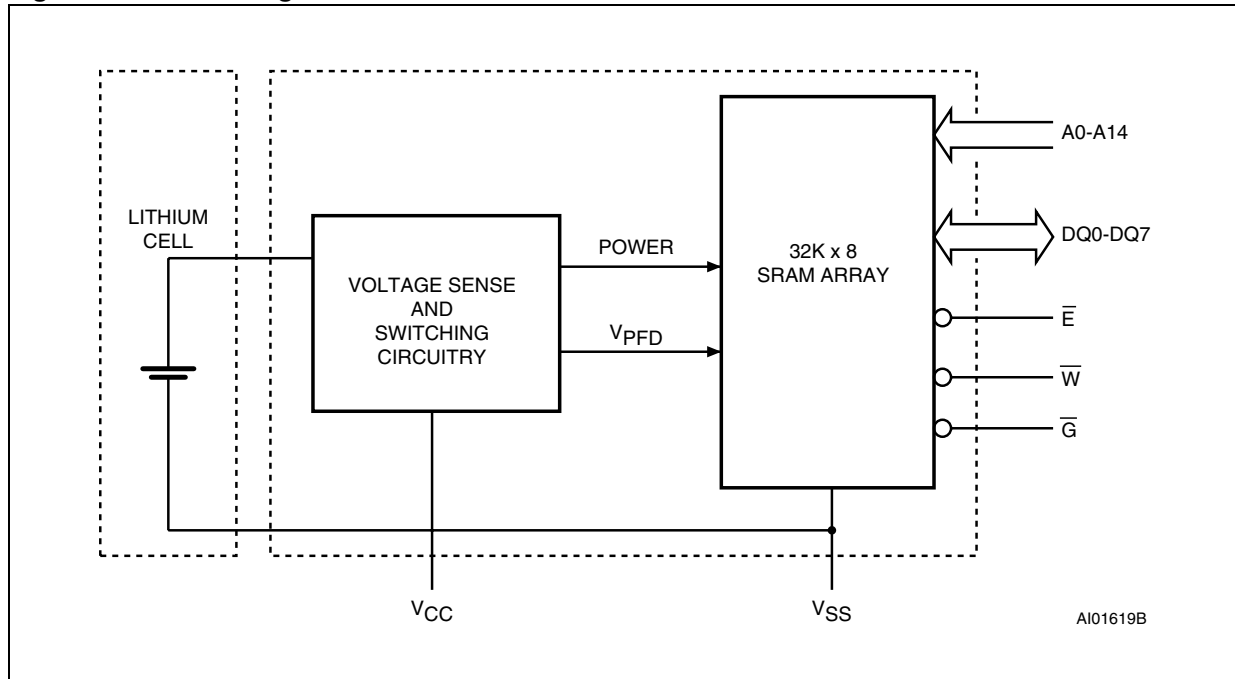 LITHIUM
CELL
VOLTAGE SENSE
AND
SWITCHING
CIRCUITRY
POWER
VPFD
32K x 8
SRAM ARRAY
A0-A14
DQ0-DQ7
E̅
W̅
G̅
VCC
VSS
AI01619B